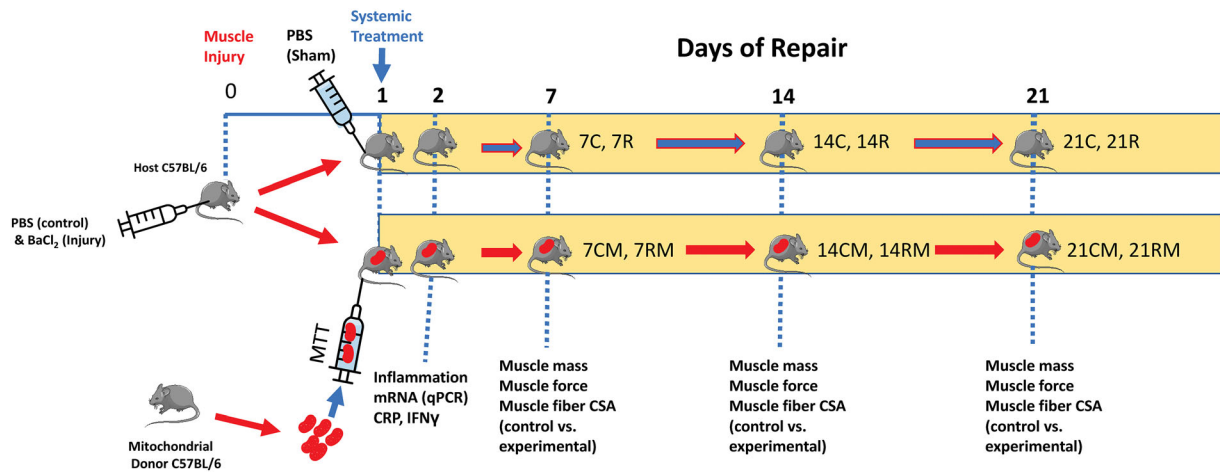 Muscle
Injury
PBS
(Sham)
Systemic
Treatment
Days of Repair
0
1
2
7
14
21
Host C57BL/6
7C, 7R
14C, 14R
21C, 21R
PBS (control)
& BaCl₂ (Injury)
7CM, 7RM
14CM, 14RM
21CM, 21RM
MTT
Inflammation
mRNA (qPCR)
CRP, IFNγ
Muscle mass
Muscle force
Muscle fiber CSA
(control vs.
experimental)
Muscle mass
Muscle force
Muscle fiber CSA
(control vs.
experimental)
Muscle mass
Muscle force
Muscle fiber CSA
(control vs.
experimental)
Mitochondrial
Donor C57BL/6